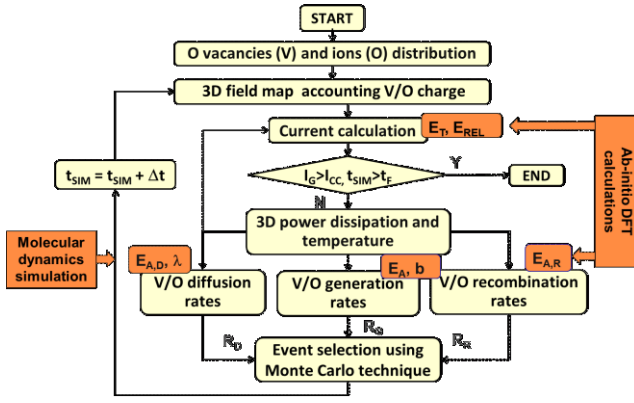 START
O vacancies (V) and ions (O) distribution
3D field map accounting V/O charge
Current calculation
E_T, E_REL
Ab-initio DFT
calculations
t_SIM = t_SIM + Δt
I_G>I_CC, t_SIM>t_F
Y
END
N
3D power dissipation and
temperature
Molecular
dynamics
simulation
E_A,D, λ
E_A, b
E_A,R
V/O diffusion
rates
V/O generation
rates
V/O recombination
rates
R_D
R_G
R_R
Event selection using
Monte Carlo technique